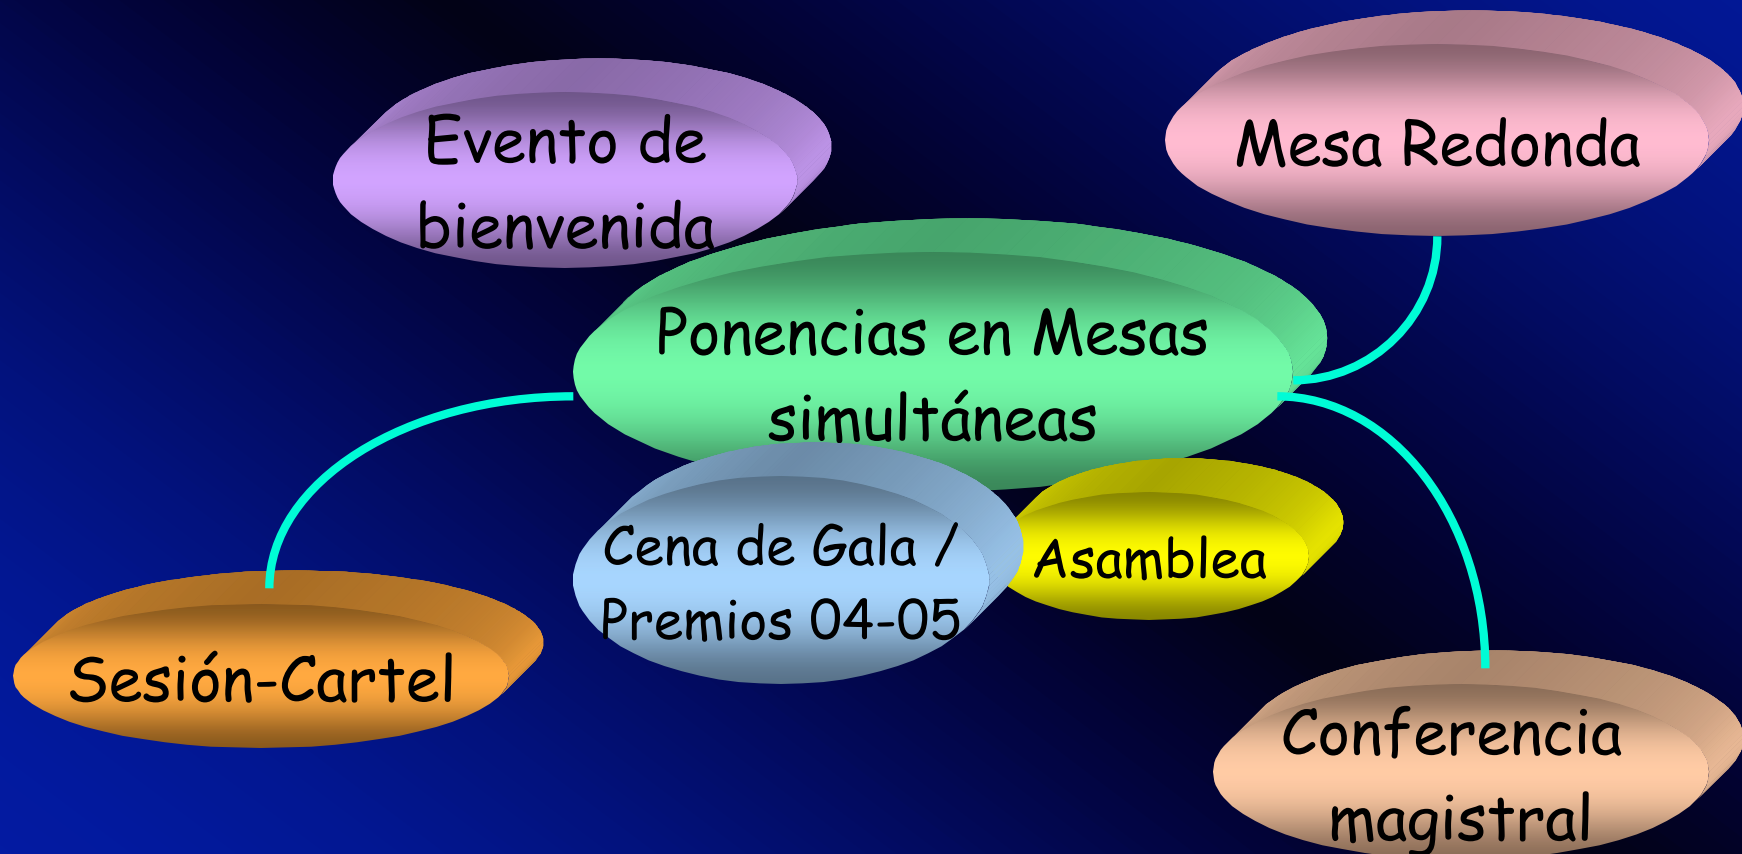 Evento de
bienvenida
Mesa Redonda
Ponencias en Mesas
simultáneas
Cena de Gala /
Premios 04-05
Asamblea
Sesión-Cartel
Conferencia
magistral